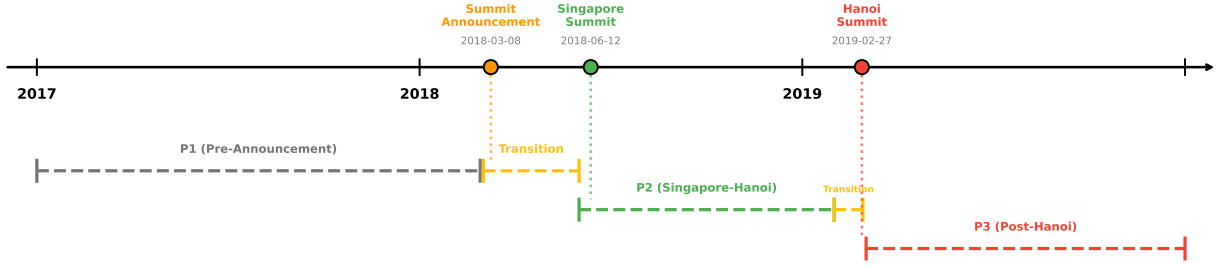 Summit
Announcement
2018-03-08
Singapore
Summit
2018-06-12
Hanoi
Summit
2019-02-27
2017
2018
2019
P1 (Pre-Announcement)
Transition
P2 (Singapore-Hanoi)
Transition
P3 (Post-Hanoi)